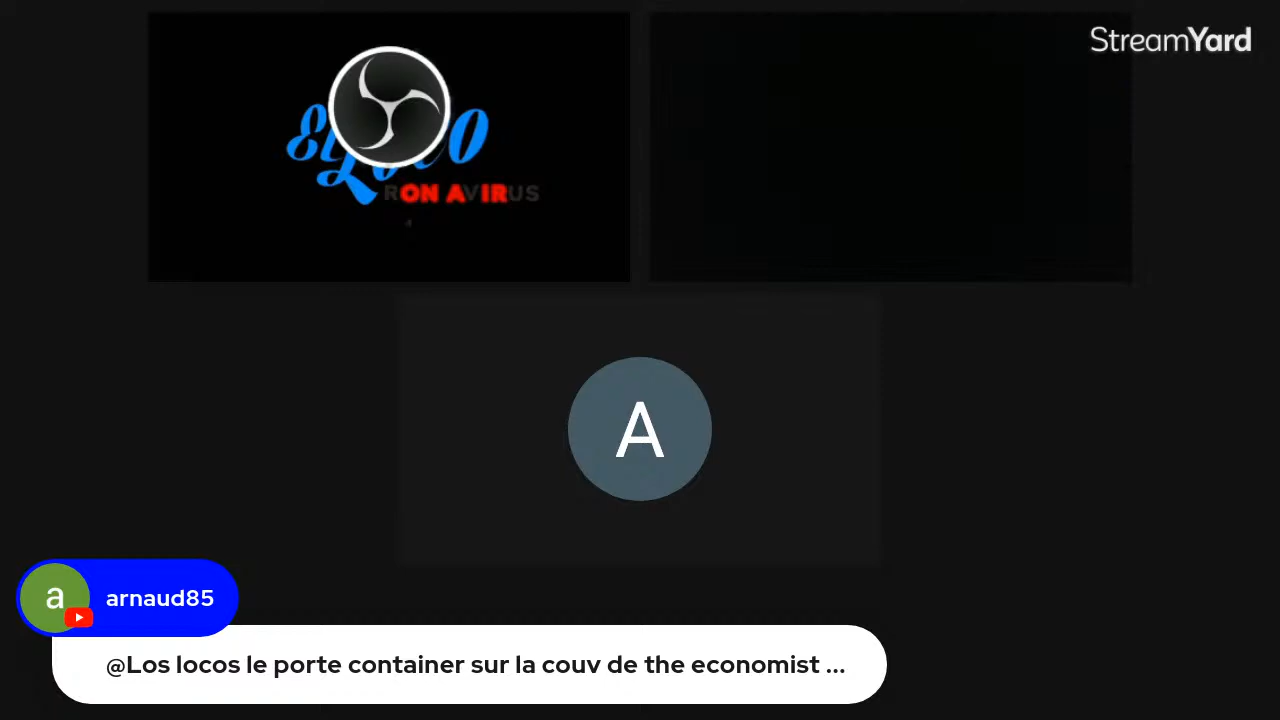 StreamYard
RON AVIRUS
A
a
arnaud85
@Los locos le porte container sur la couv de the economist ...